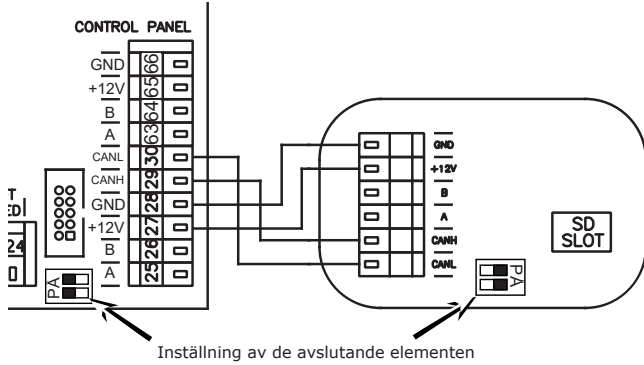 CONTROL PANEL
GND 66
+12V 65
B 64
A 63
CANL 30
CANH 29
GND 28
+12V 27
B 26
A 25
T
ED
24
PA
GND
+12V
B
A
CANH
CANL
SD
SLOT
PA
Inställning av de avslutande elementen